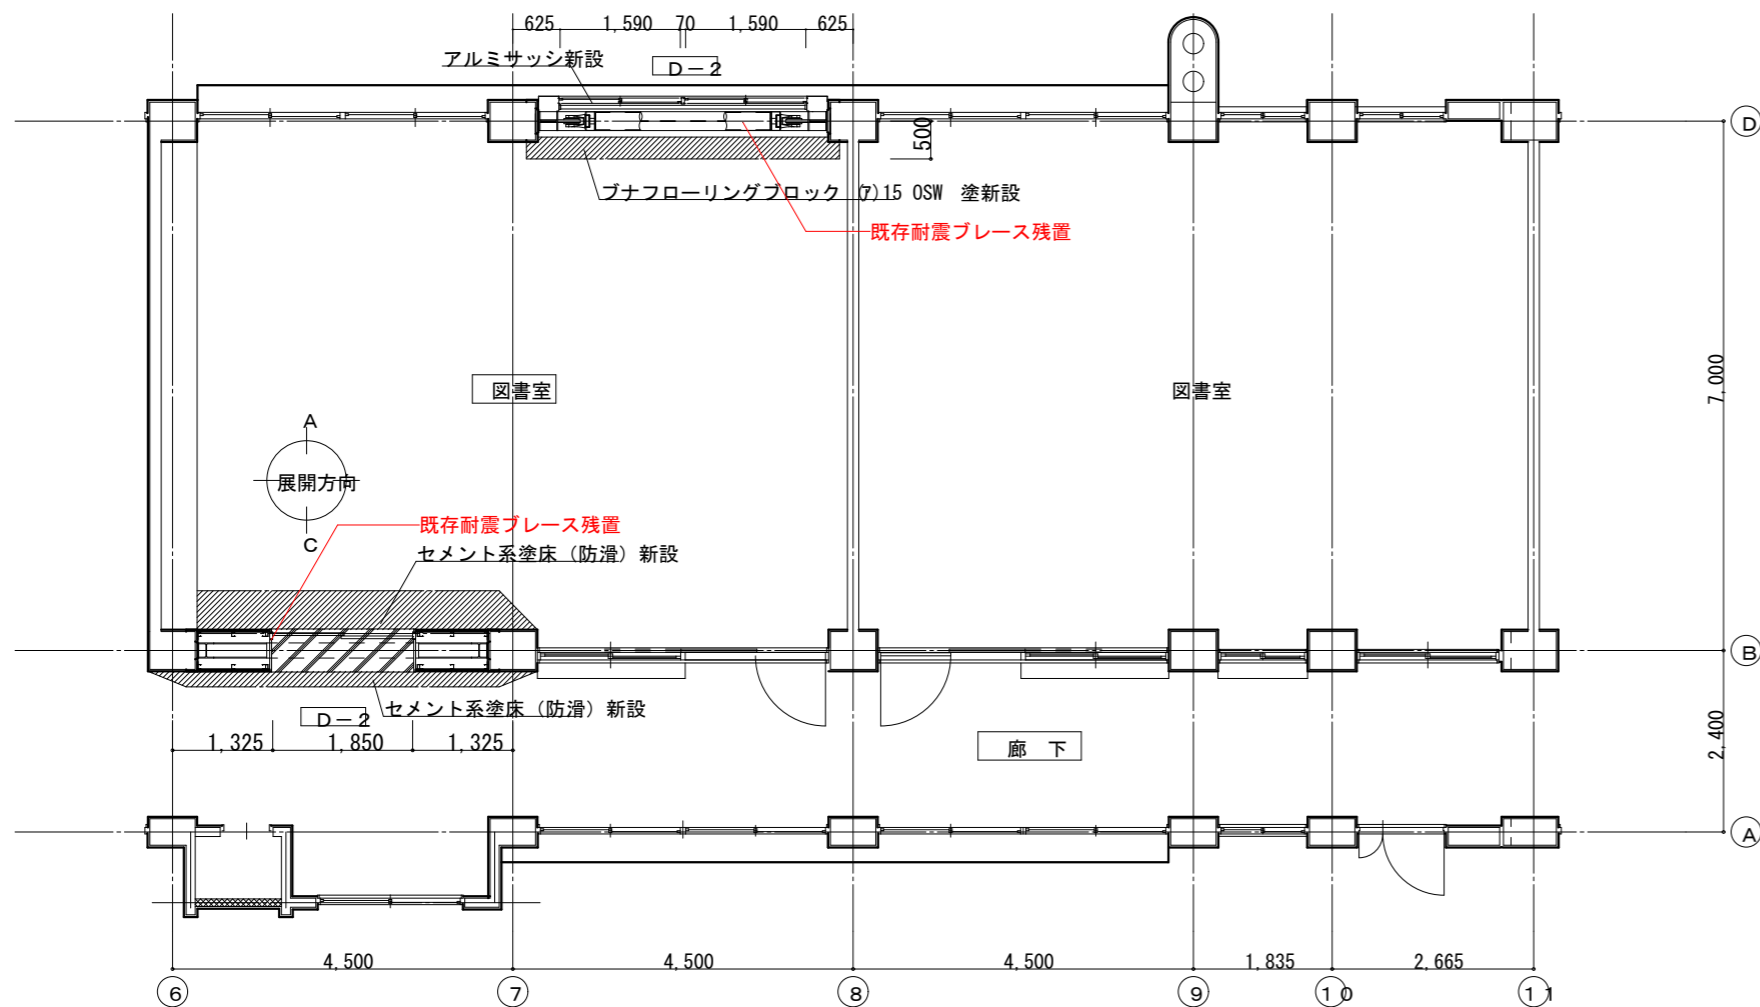 625 1,590 70 1,590 625
アルミサッシ新設
D-2
D
500
ブナフローリングブロック (ｱ)15 OSW 塗新設
既存耐震ブレース残置
7,000
図書室
図書室
A
展開方向
C
既存耐震ブレース残置
セメント系塗床（防滑）新設
B
セメント系塗床（防滑）新設
D-2
1,325 1,850 1,325
廊 下
2,400
A
4,500 4,500 4,500 1,835 2,665
6 7 8 9 10 11